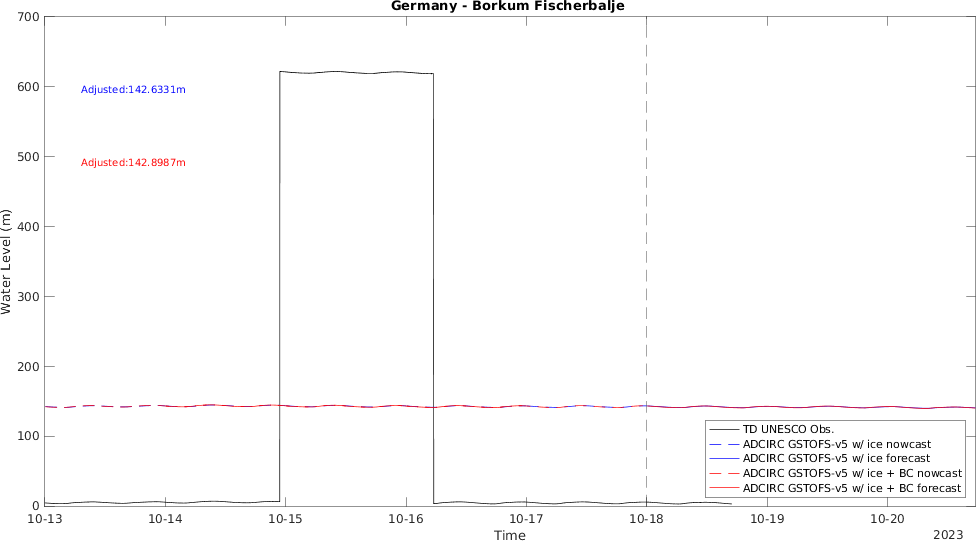 Germany - Borkum Fischerbalje
700
600
500
400
300
200
100
0
Water Level (m)
Adjusted:142.6331m
Adjusted:142.8987m
TD UNESCO Obs.
ADCIRC GSTOFS-v5 w/ ice nowcast
ADCIRC GSTOFS-v5 w/ ice forecast
ADCIRC GSTOFS-v5 w/ ice + BC nowcast
ADCIRC GSTOFS-v5 w/ ice + BC forecast
10-13 10-14 10-15 10-16 10-17 10-18 10-19 10-20
Time
2023